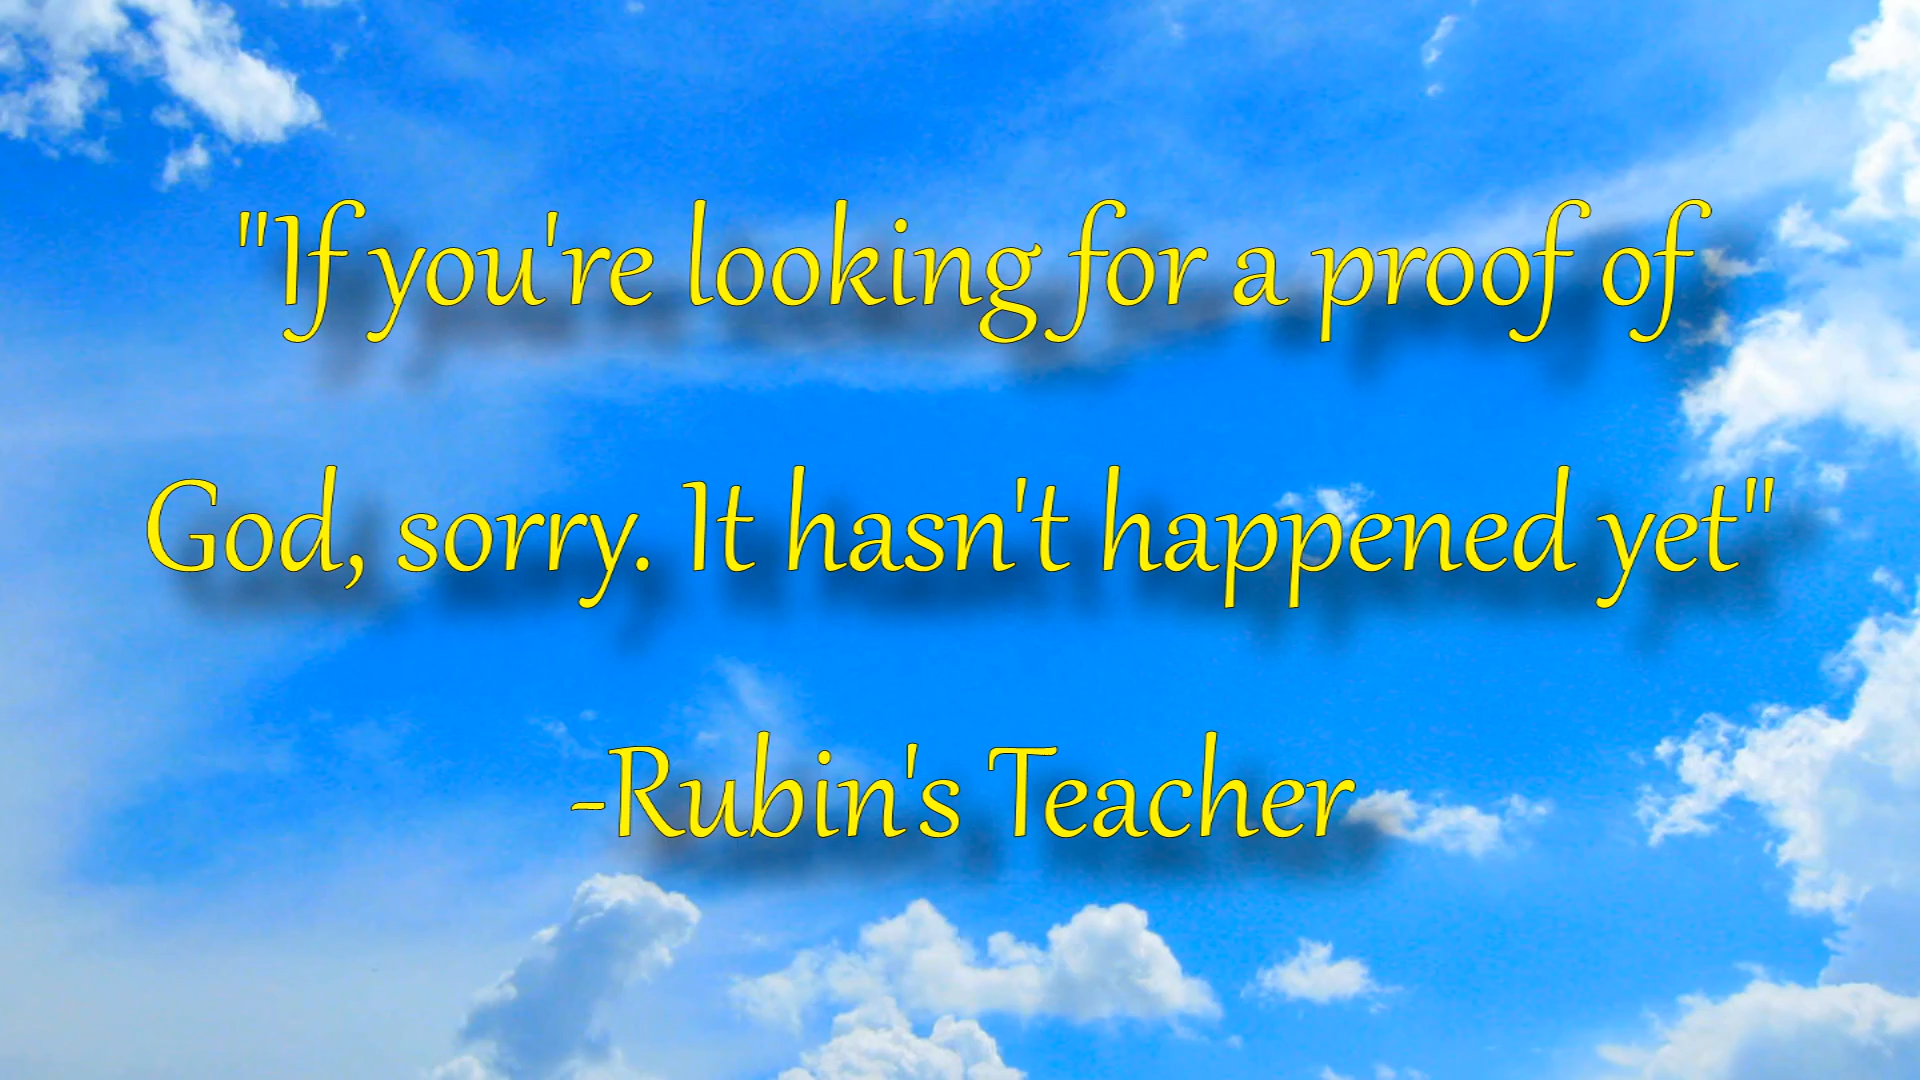 "If you're looking for a proof of
God, sorry. It hasn't happened yet"
-Rubin's Teacher